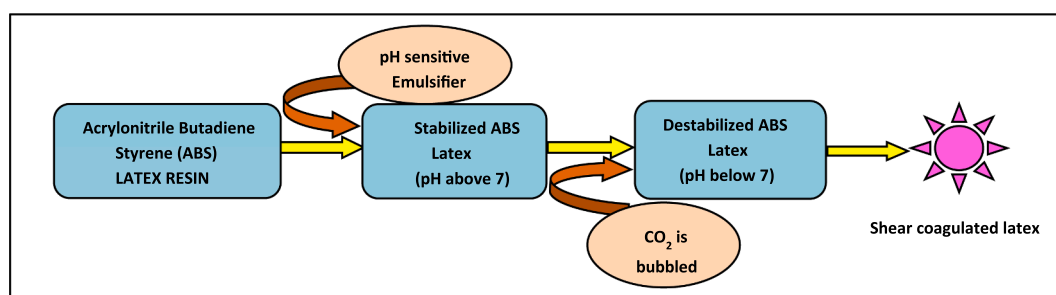 pH sensitive
Emulsifier
Acrylonitrile Butadiene
Styrene (ABS)
LATEX RESIN
Stabilized ABS
Latex
(pH above 7)
Destabilized ABS
Latex
(pH below 7)
CO₂ is
bubbled
Shear coagulated latex